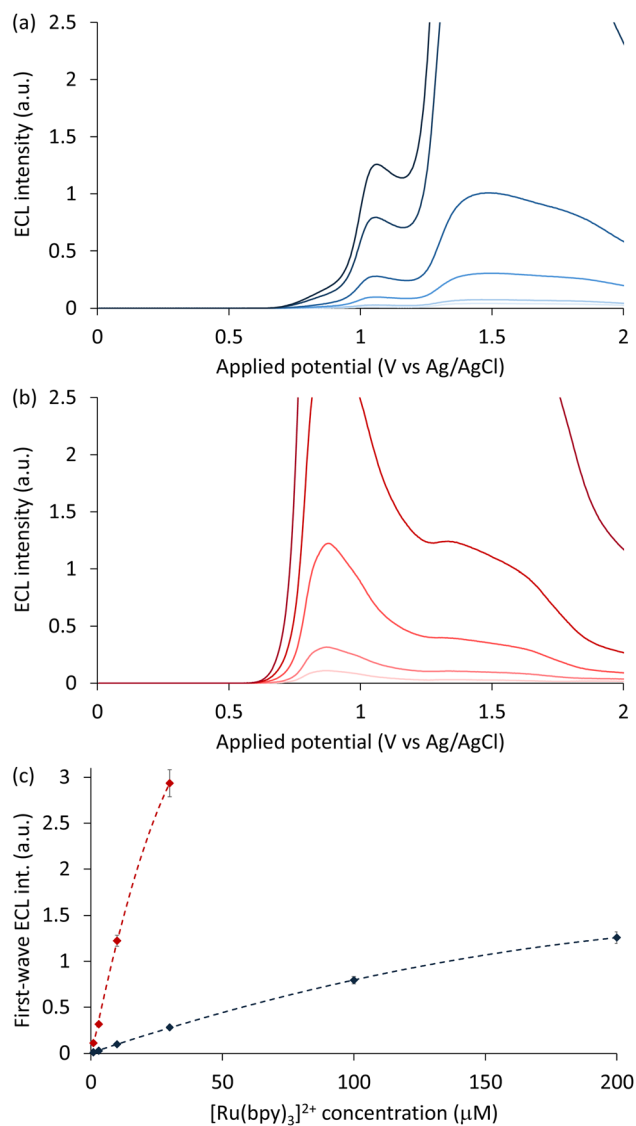 (a)
2.5
2
1.5
1
0.5
0
ECL intensity (a.u.)
0 0.5 1 1.5 2
Applied potential (V vs Ag/AgCl)
(b)
2.5
2
1.5
1
0.5
0
ECL intensity (a.u.)
0 0.5 1 1.5 2
Applied potential (V vs Ag/AgCl)
(c)
3
2.5
2
1.5
1
0.5
0
First-wave ECL int. (a.u.)
0 50 100 150 200
[Ru(bpy)₃]²⁺ concentration (μM)